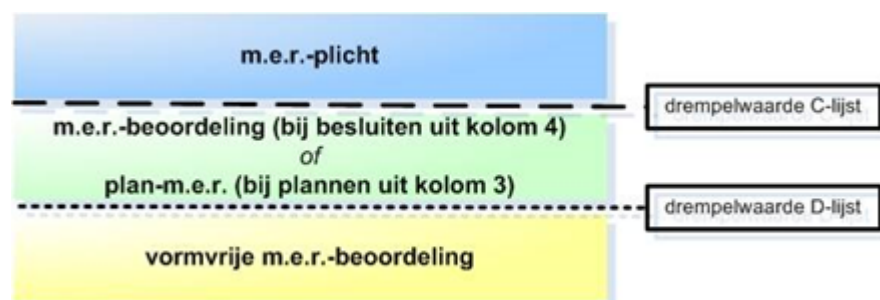 m.e.r.-plicht
drempelwaarde C-lijst
m.e.r.-beoordeling (bij besluiten uit kolom 4)
of
plan-m.e.r. (bij plannen uit kolom 3)
drempelwaarde D-lijst
vormvrije m.e.r.-beoordeling